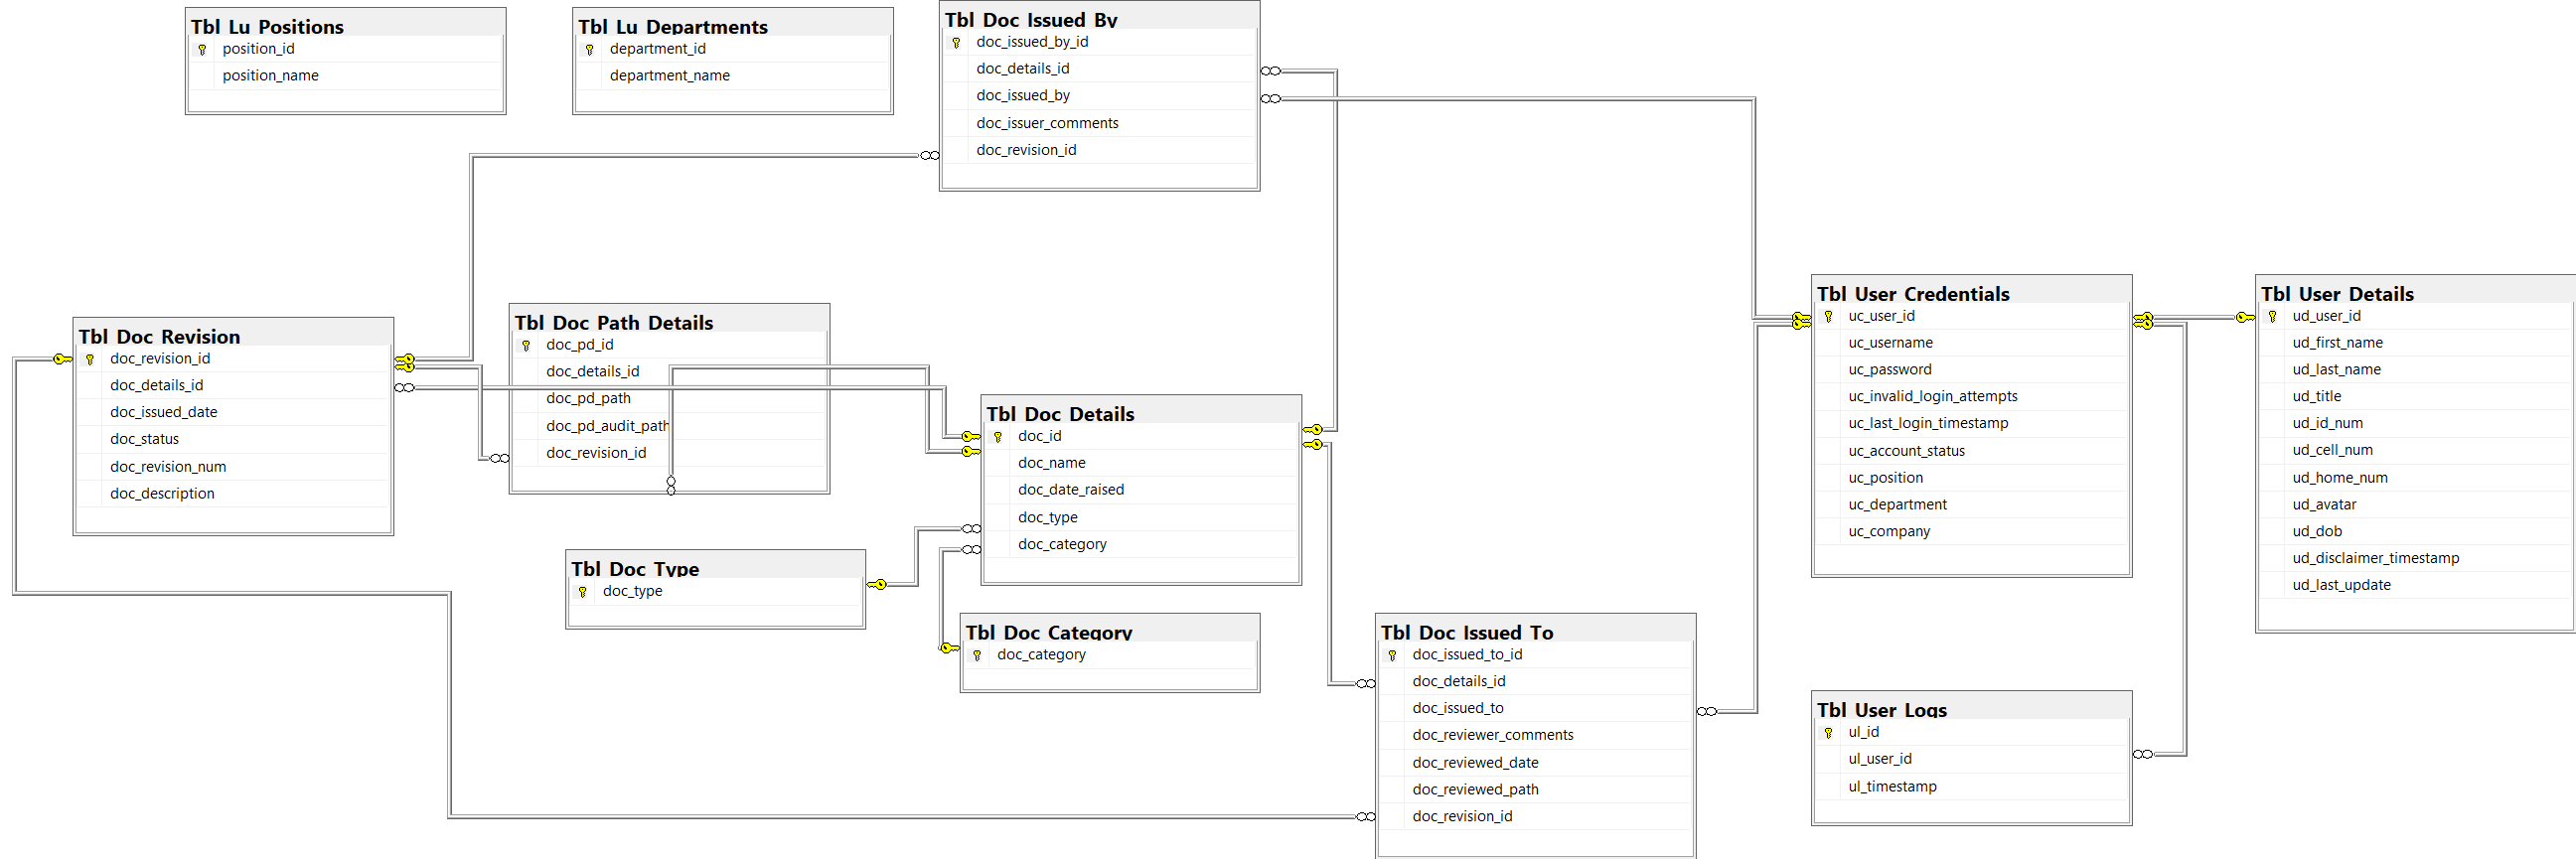 Tbl_Lu_Positions
position_id
position_name
Tbl_Lu_Departments
department_id
department_name
Tbl_Doc_Issued_By
doc_issued_by_id
doc_details_id
doc_issued_by
doc_issuer_comments
doc_revision_id
Tbl_Doc_Revision
doc_revision_id
doc_details_id
doc_issued_date
doc_status
doc_revision_num
doc_description
Tbl_Doc_Path_Details
doc_pd_id
doc_details_id
doc_pd_path
doc_pd_audit_path
doc_revision_id
Tbl_Doc_Details
doc_id
doc_name
doc_date_raised
doc_type
doc_category
Tbl_Doc_Type
doc_type
Tbl_Doc_Category
doc_category
Tbl_Doc_Issued_To
doc_issued_to_id
doc_details_id
doc_issued_to
doc_reviewer_comments
doc_reviewed_date
doc_reviewed_path
doc_revision_id
Tbl_User_Credentials
uc_user_id
uc_username
uc_password
uc_invalid_login_attempts
uc_last_login_timestamp
uc_account_status
uc_position
uc_department
uc_company
Tbl_User_Details
ud_user_id
ud_first_name
ud_last_name
ud_title
ud_id_num
ud_cell_num
ud_home_num
ud_avatar
ud_dob
ud_disclaimer_timestamp
ud_last_update
Tbl_User_Logs
ul_id
ul_user_id
ul_timestamp